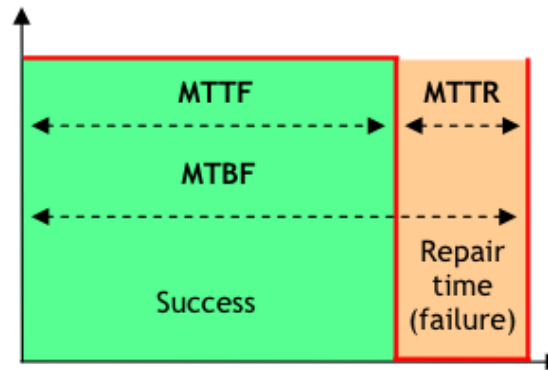 MTTF
MTTR
MTBF
Success
Repair
time
(failure)